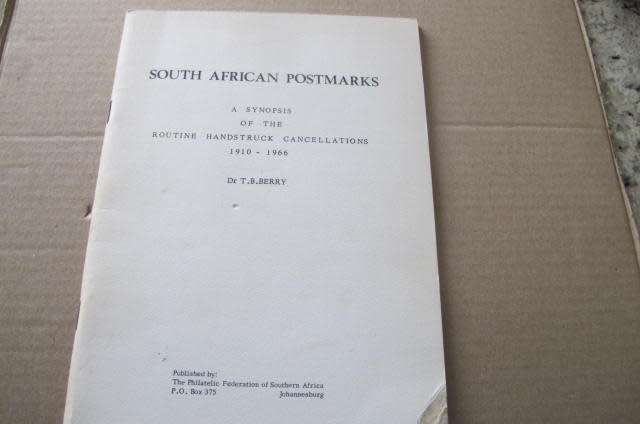 SOUTH AFRICAN POSTMARKS
A SYNOPSIS
OF THE
ROUTINE HANDSTRUCK CANCELLATIONS
1910 - 1966
Dr T.B.BERRY
Published by:
The Philatelic Federation of Southern Africa
P.O. Box 375 Johannesburg